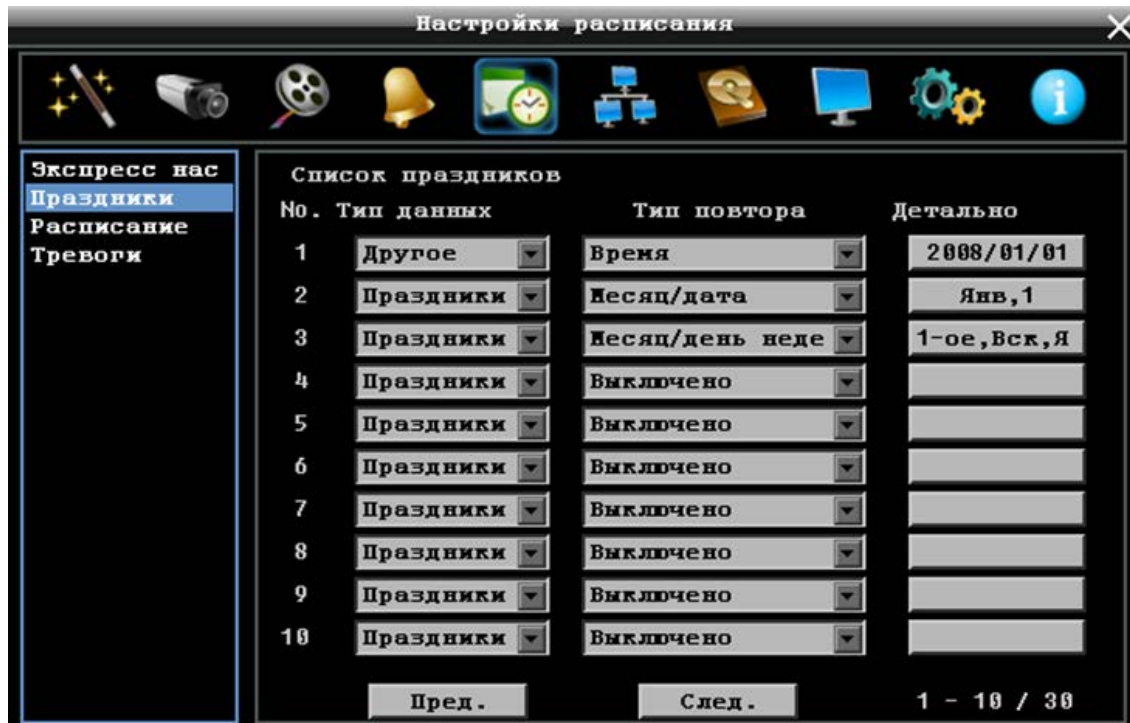 Настройки расписания
Экспресс нас
Праздники
Расписание
Тревоги
Список праздников
No. Тип данных Тип повтора Детально
1 Другое Время 2008/01/01
2 Праздники Месяц/дата Янв,1
3 Праздники Месяц/день неде 1-ое,Вск,Я
4 Праздники Выключено
5 Праздники Выключено
6 Праздники Выключено
7 Праздники Выключено
8 Праздники Выключено
9 Праздники Выключено
10 Праздники Выключено
Пред. След. 1 - 10 / 30